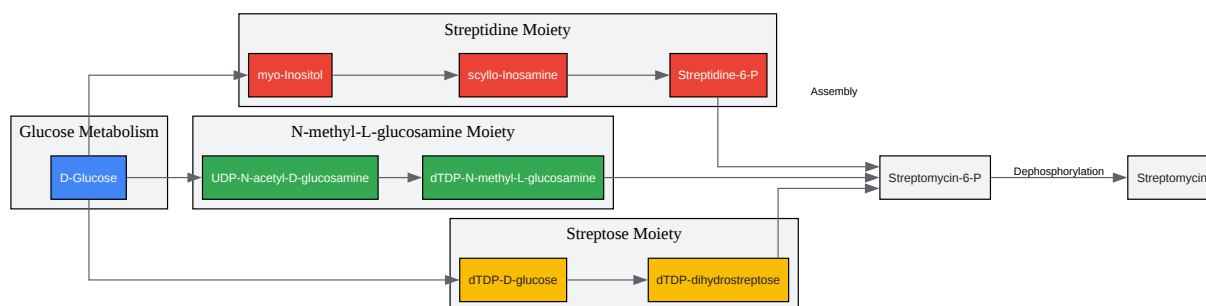 Streptidine Moiety
myo-Inositol
scyllo-Inosamine
Streptidine-6-P
Assembly
Glucose Metabolism
D-Glucose
N-methyl-L-glucosamine Moiety
UDP-N-acetyl-D-glucosamine
dTDP-N-methyl-L-glucosamine
Streptomycin-6-P
Dephosphorylation
Streptomycin
Streptose Moiety
dTDP-D-glucose
dTDP-dihydrostreptose